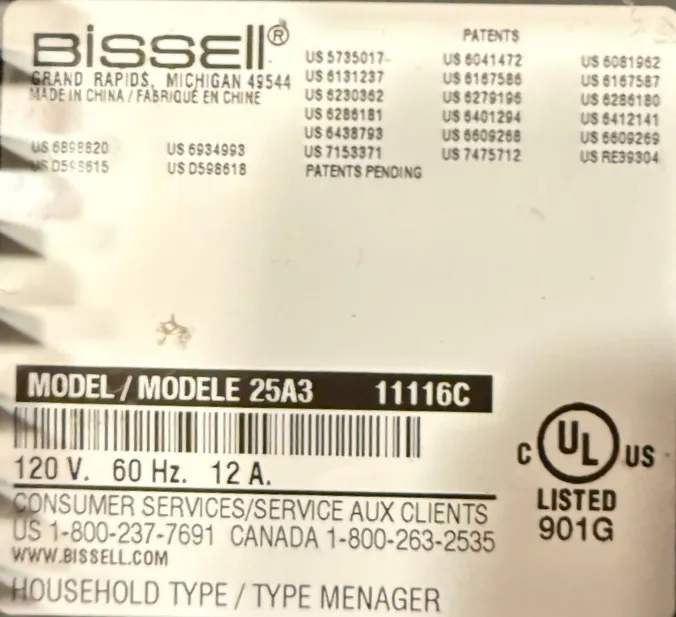 BISSELL®
GRAND RAPIDS, MICHIGAN 49544
MADE IN CHINA / FABRIQUÉ EN CHINE
PATENTS
US 5735017 US 6041472 US 6081962
US 6131237 US 6167586 US 6167587
US 6230362 US 6279196 US 6286180
US 6286181 US 6401294 US 6412141
US 6438793 US 6609268 US 6609269
US 6898820 US 6934993 US 7153371 US 7475712 US RE39304
US D598615 US D598618 PATENTS PENDING
MODEL / MODELE 25A3 11116C
120 V. 60 Hz. 12 A.
CONSUMER SERVICES/SERVICE AUX CLIENTS
US 1-800-237-7691 CANADA 1-800-263-2535
WWW.BISSELL.COM
HOUSEHOLD TYPE / TYPE MENAGER
C UL US
LISTED
901G